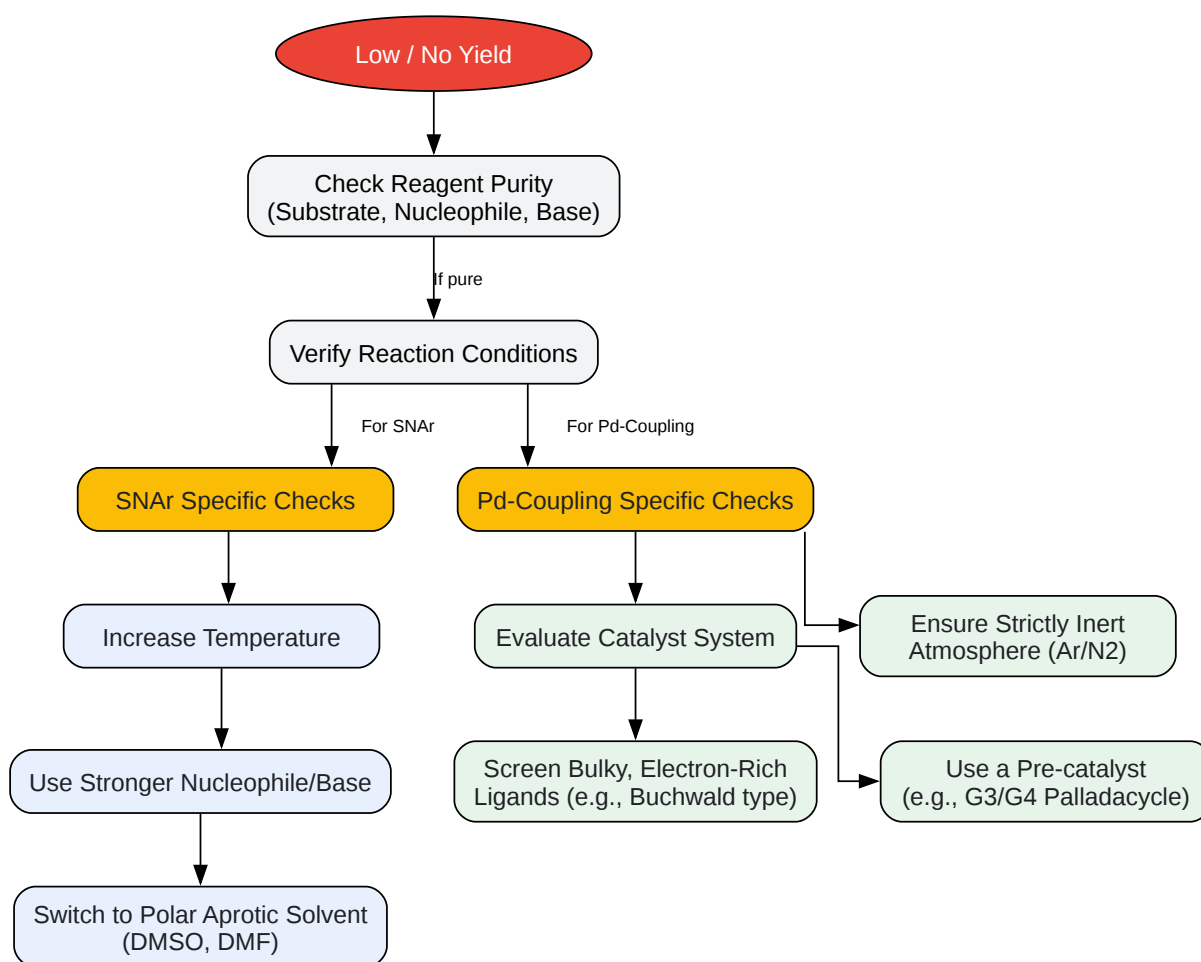 Low / No Yield
Check Reagent Purity
(Substrate, Nucleophile, Base)
If pure
Verify Reaction Conditions
For SNAr
For Pd-Coupling
SNAr Specific Checks
Pd-Coupling Specific Checks
Increase Temperature
Evaluate Catalyst System
Ensure Strictly Inert
Atmosphere (Ar/N2)
Use Stronger Nucleophile/Base
Screen Bulky, Electron-Rich
Ligands (e.g., Buchwald type)
Use a Pre-catalyst
(e.g., G3/G4 Palladacycle)
Switch to Polar Aprotic Solvent
(DMSO, DMF)